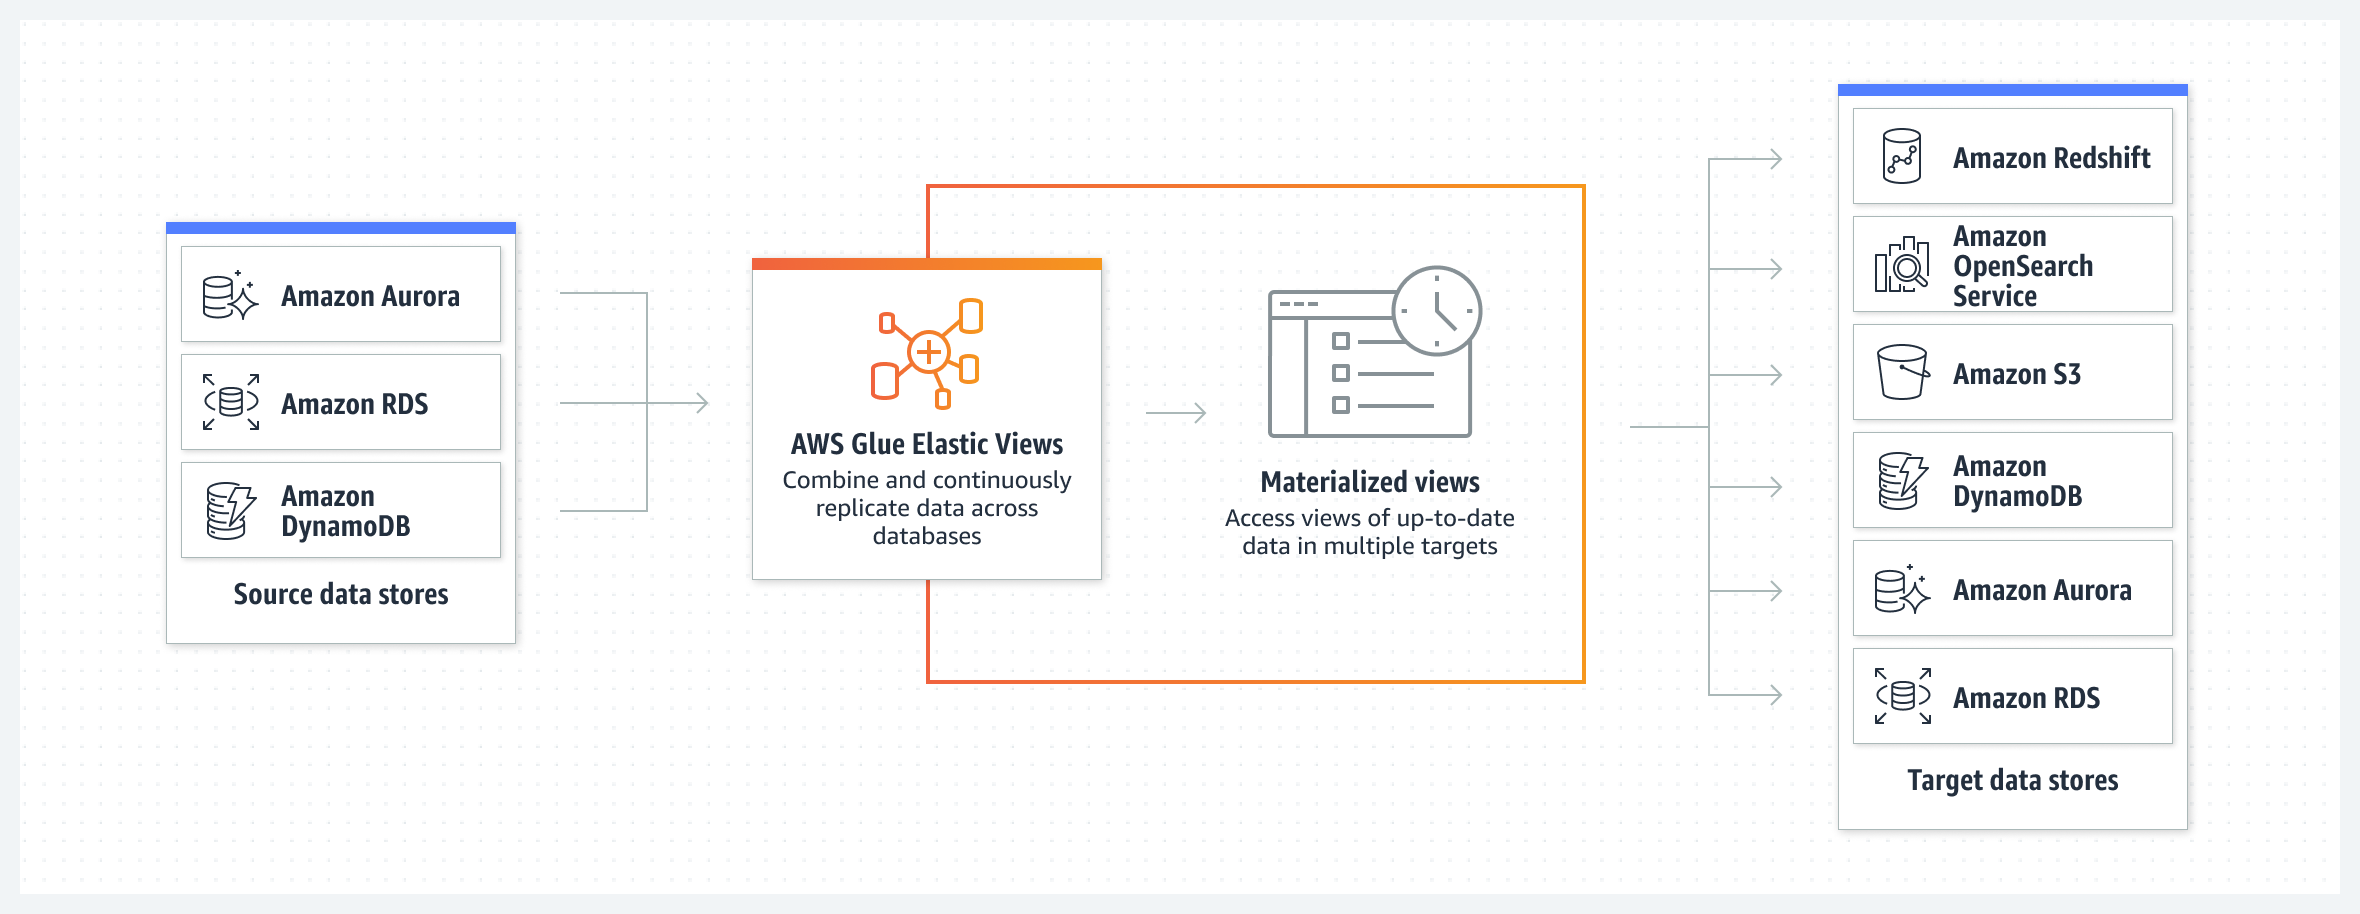 Amazon Aurora
Amazon RDS
Amazon
DynamoDB
Source data stores
AWS Glue Elastic Views
Combine and continuously
replicate data across
databases
Materialized views
Access views of up-to-date
data in multiple targets
Amazon Redshift
Amazon
OpenSearch
Service
Amazon S3
Amazon
DynamoDB
Amazon Aurora
Amazon RDS
Target data stores